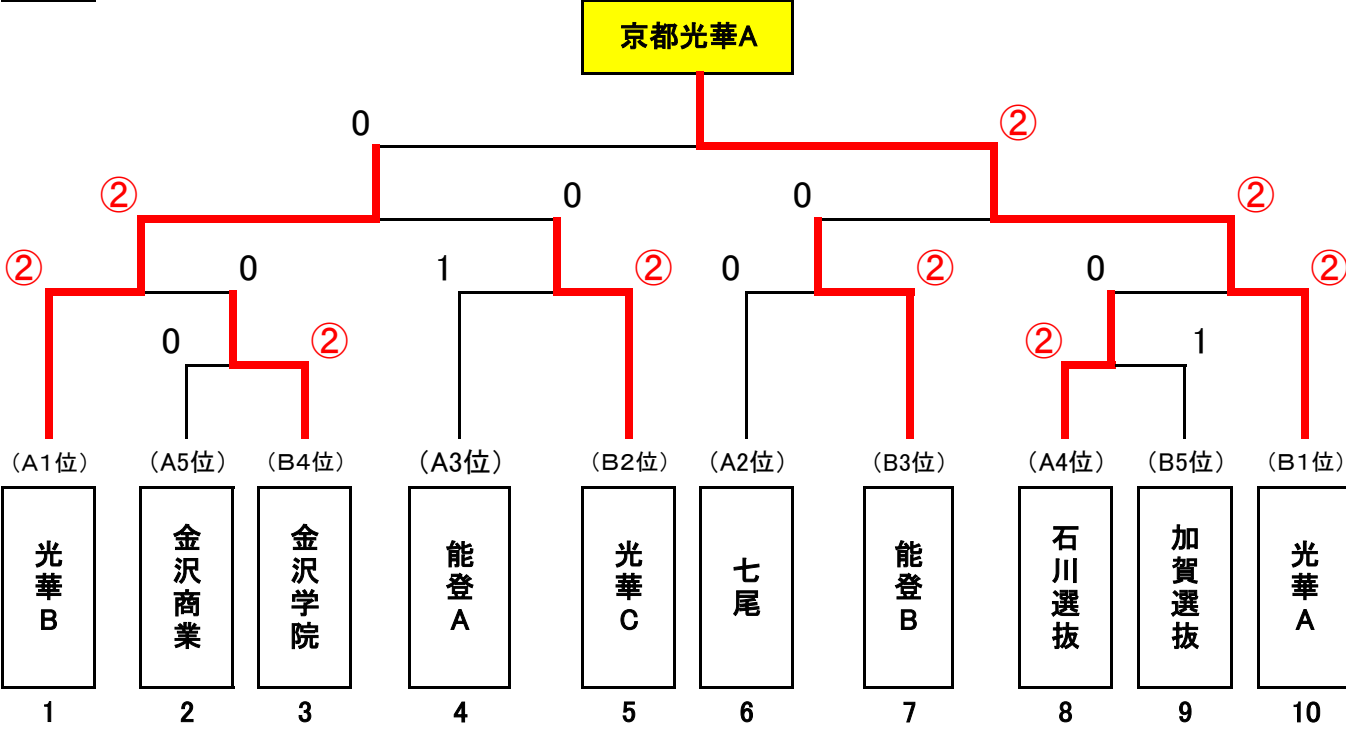 京都光華A
0 ②
② 0 0 ②
② 0 1 ② 0 ② 0 ②
0 ② ② 1
（A１位） （A5位） （B４位） （A3位） （B２位） （A２位） （B3位） （A４位） （B５位） （B１位）
光華B
金沢商業
金沢学院
能登A
光華C
七尾
能登B
石川選抜
加賀選抜
光華A
1 2 3 4 5 6 7 8 9 10